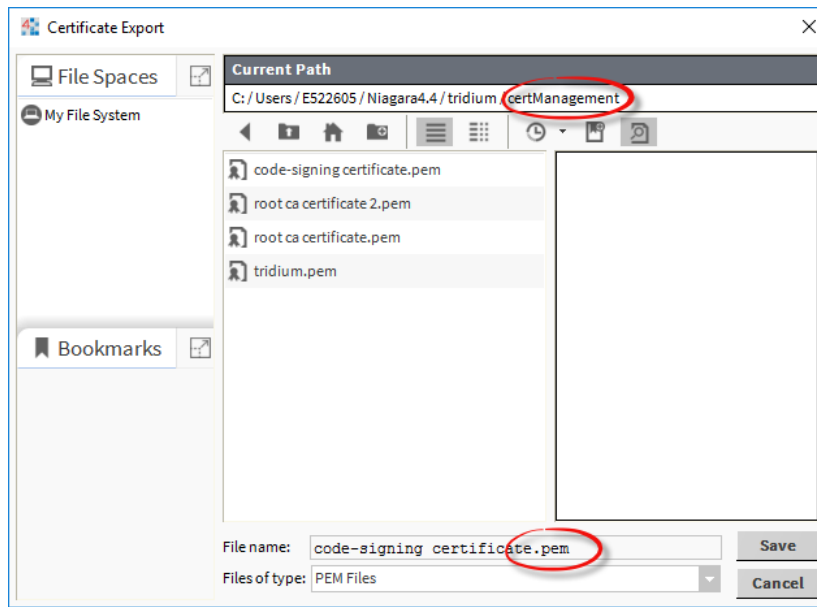 Certificate Export
File Spaces
My File System
Bookmarks
Current Path
C:/Users/E522605/Niagara4.4/tridium/certManagement
code-signing certificate.pem
root ca certificate 2.pem
root ca certificate.pem
tridium.pem
File name: code-signing certificate.pem
Save
Files of type: PEM Files
Cancel